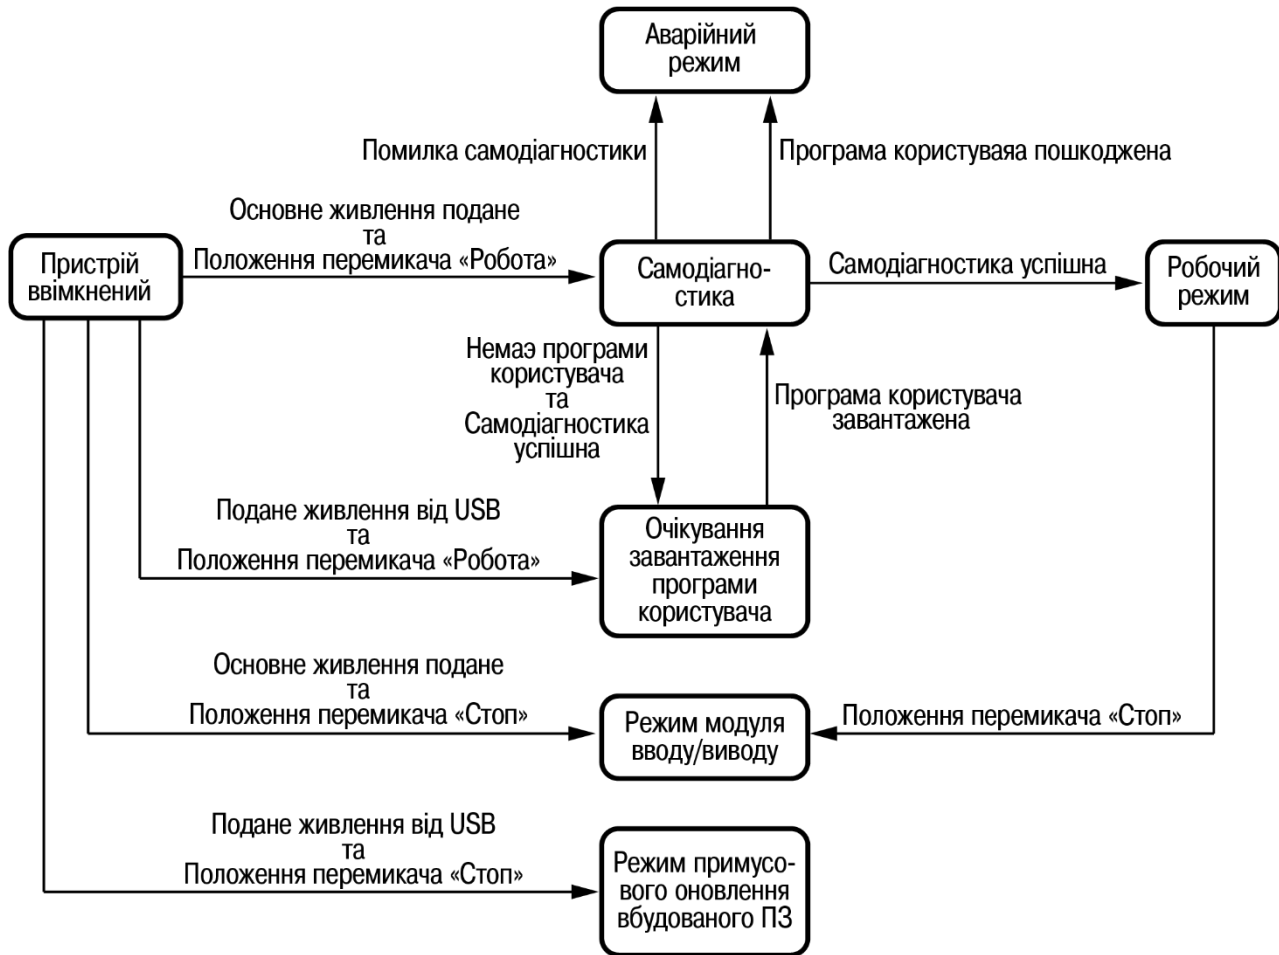 Аварійний
режим
Помилка самодіагностики
Програма користуваяа пошкоджена
Основне живлення подане
та
Положення перемикача «Робота»
Пристрій
ввімкнений
Самодіагно-
стика
Самодіагностика успішна
Робочий
режим
Немаэ програми
користувача
та
Самодіагностика
успішна
Програма користувача
завантажена
Подане живлення від USB
та
Положення перемикача «Робота»
Очікування
завантаження
програми
користувача
Основне живлення подане
та
Положення перемикача «Стоп»
Режим модуля
вводу/виводу
Положення перемикача «Стоп»
Подане живлення від USB
та
Положення перемикача «Стоп»
Режим примусо-
вого оновлення
вбудованого ПЗ